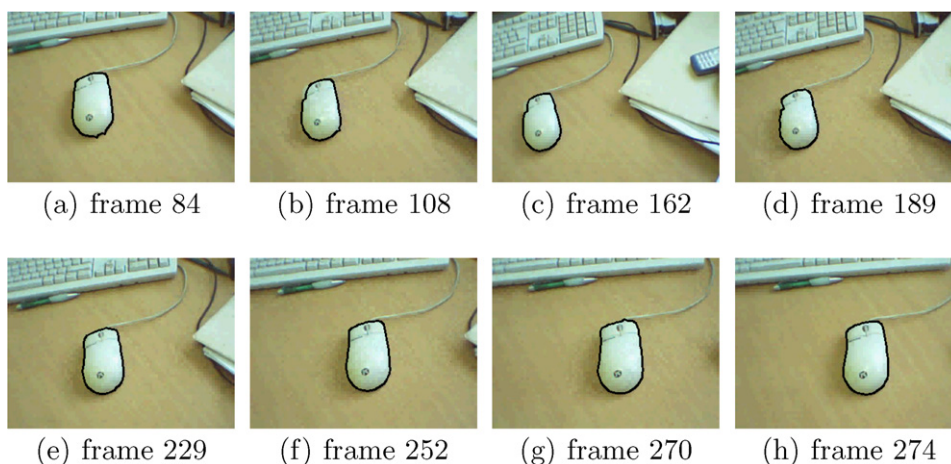 (a) frame 84
(b) frame 108
(c) frame 162
(d) frame 189
(e) frame 229
(f) frame 252
(g) frame 270
(h) frame 274